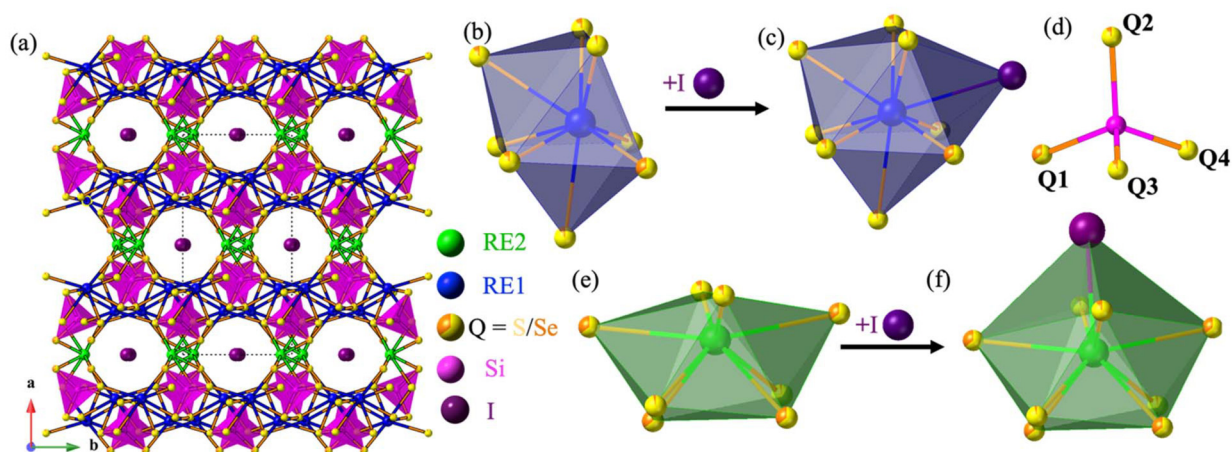 (a)
(b)
+I
(c)
(d)
Q2
Q1
Q3
Q4
RE2
RE1
Q = S/Se
Si
I
(e)
+I
(f)
a
b